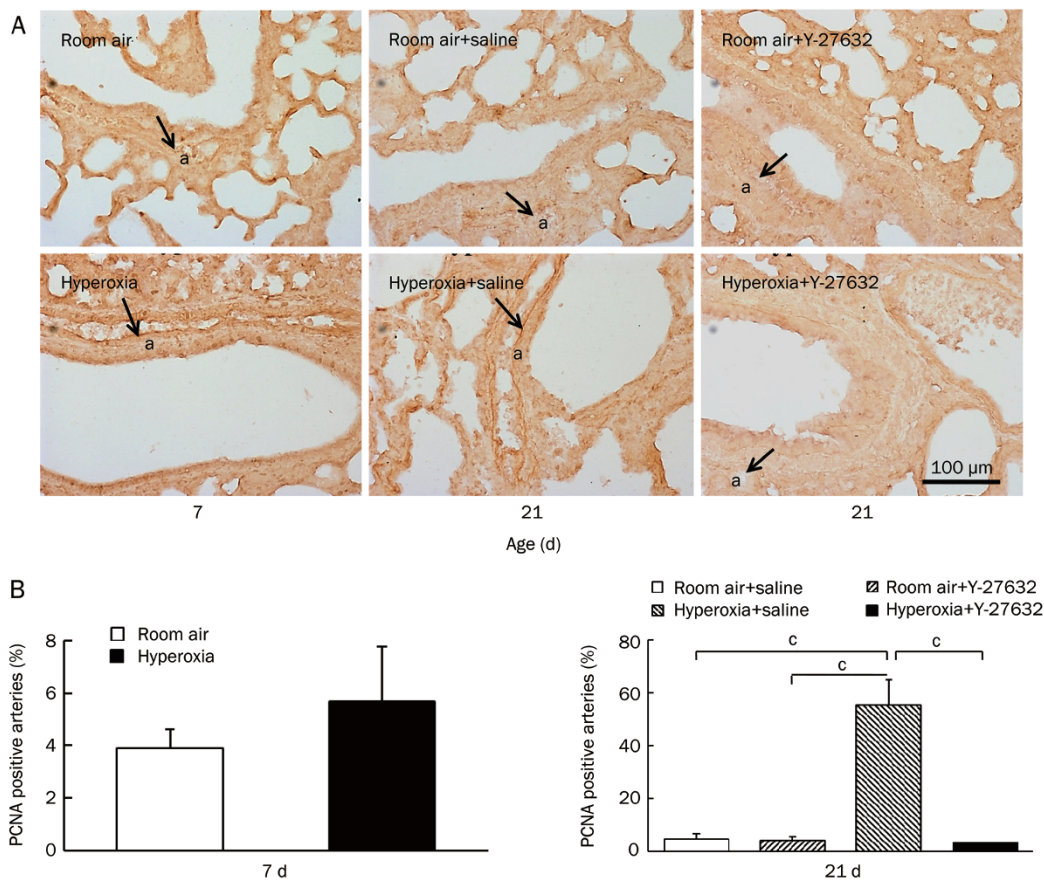 A
Room air
Room air+saline
Room air+Y-27632
a
a
a
Hyperoxia
Hyperoxia+saline
Hyperoxia+Y-27632
a
a
a
100 μm
7
21
21
Age (d)
B
Room air
Hyperoxia
PCNA positive arteries (%)
8
6
4
2
0
7 d
Room air+saline
Room air+Y-27632
Hyperoxia+saline
Hyperoxia+Y-27632
PCNA positive arteries (%)
80
60
40
20
0
c
c
c
21 d